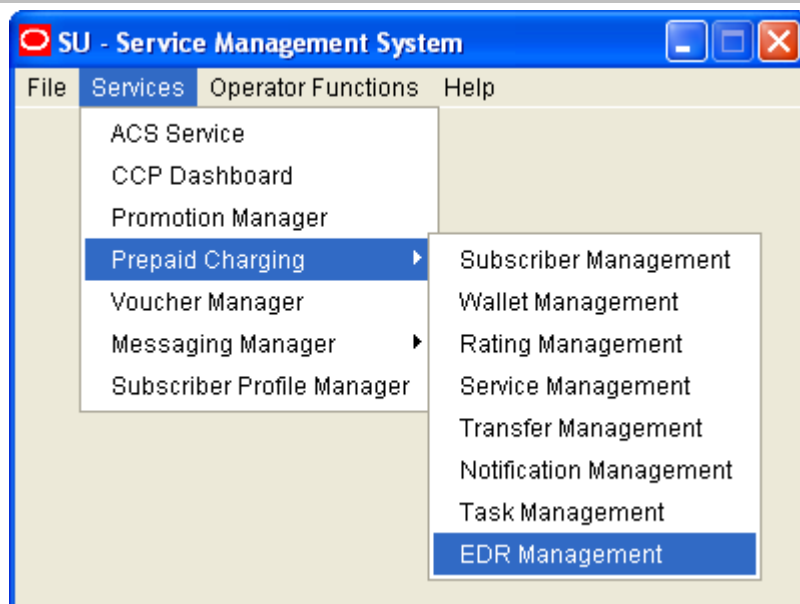 SU - Service Management System
File Services Operator Functions Help
ACS Service
CCP Dashboard
Promotion Manager
Prepaid Charging
Voucher Manager
Messaging Manager
Subscriber Profile Manager
Subscriber Management
Wallet Management
Rating Management
Service Management
Transfer Management
Notification Management
Task Management
EDR Management